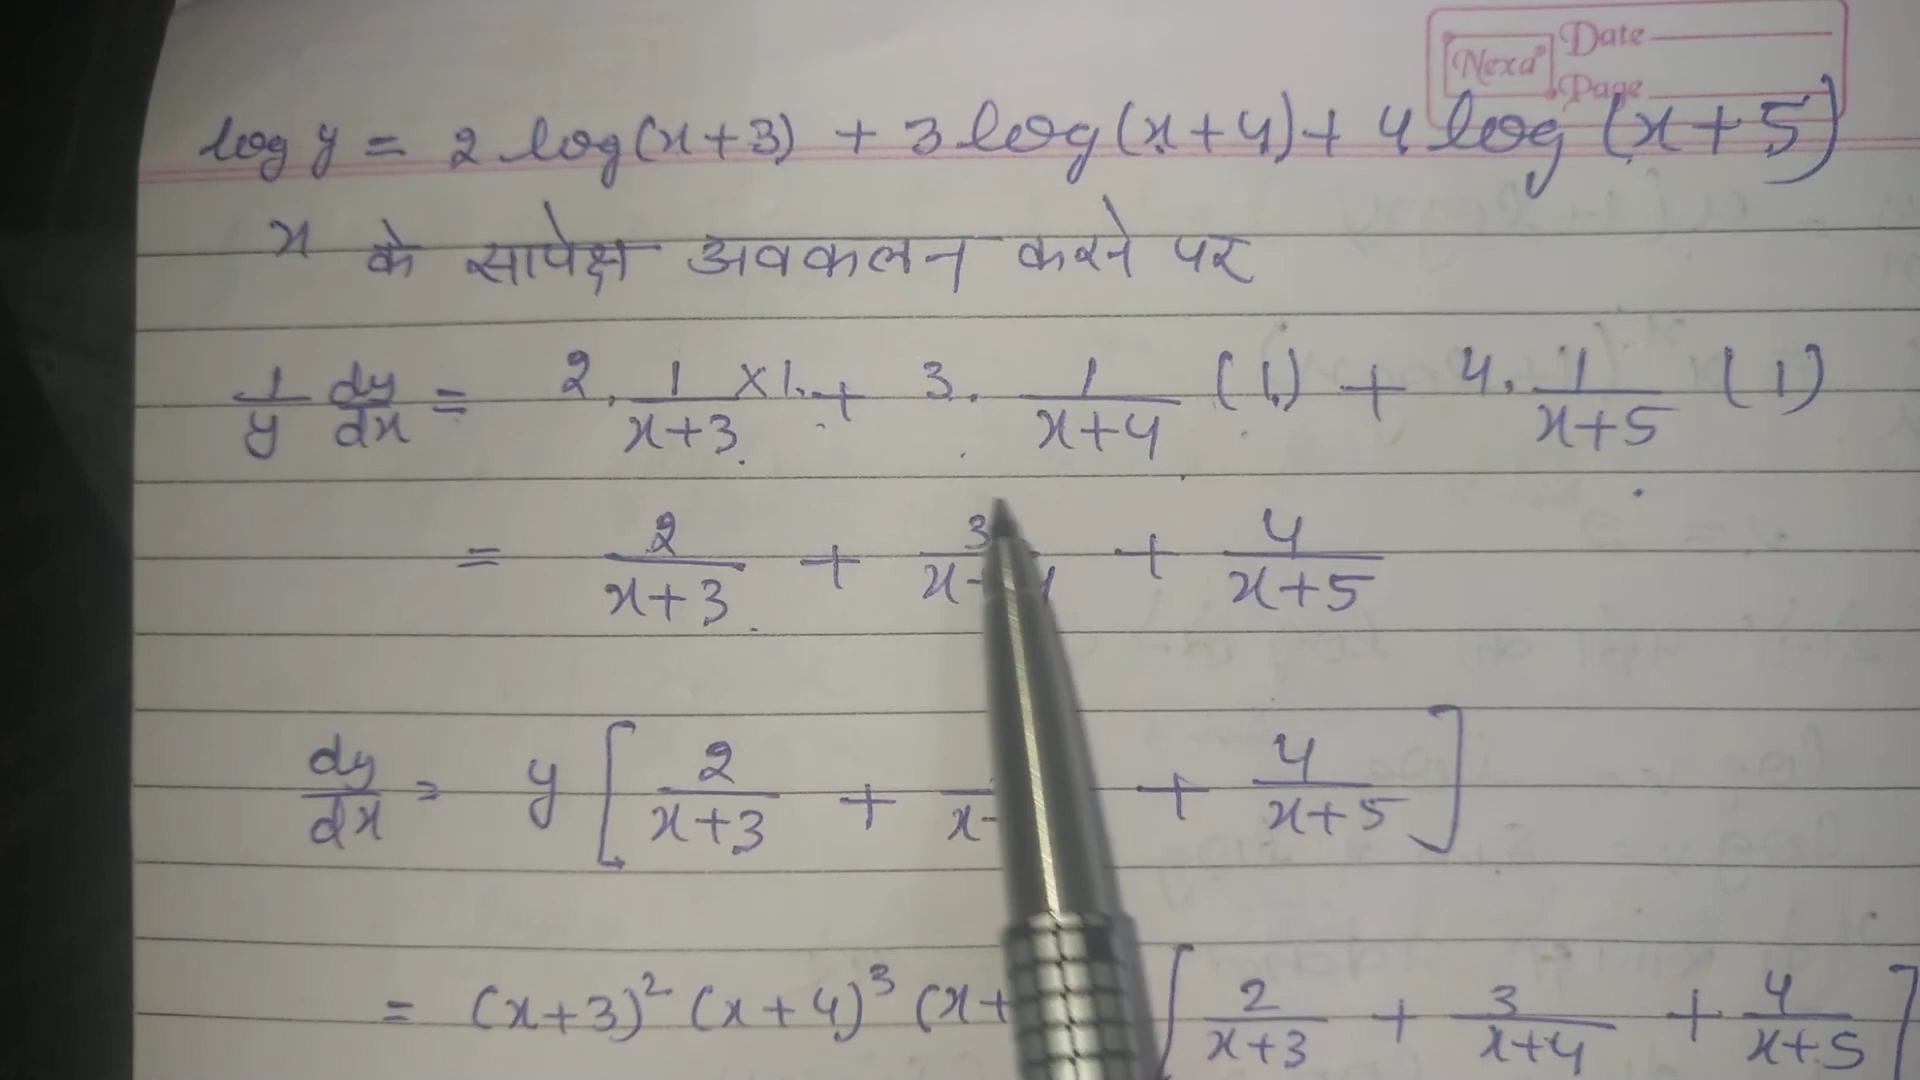 Nexa Date
Page
log y = 2 log(x+3) + 3 log(x+4) + 4 log (x+5)
x के सापेक्ष अवकलन करने पर
1/y dy/dx = 2. 1/x+3 ×1 + 3. 1/x+4 (1) + 4. 1/x+5 (1)
= 2/x+3 + 3/x + 4/x+5
dy/dx = y [ 2/x+3 + /x + 4/x+5 ]
= (x+3)² (x+4)³ (x+ [ 2/x+3 + 3/x+4 + 4/x+5 ]